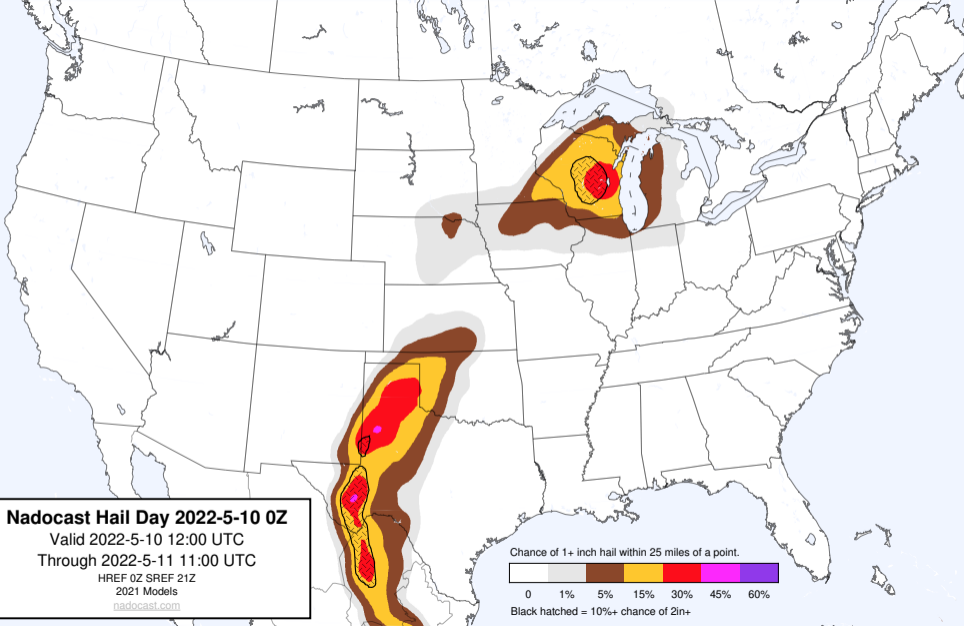 Nadocast Hail Day 2022-5-10 0Z
Valid 2022-5-10 12:00 UTC
Through 2022-5-11 11:00 UTC
HREF 0Z SREF 21Z
2021 Models
nadocast.com
Chance of 1+ inch hail within 25 miles of a point.
0 1% 5% 15% 30% 45% 60%
Black hatched = 10%+ chance of 2in+